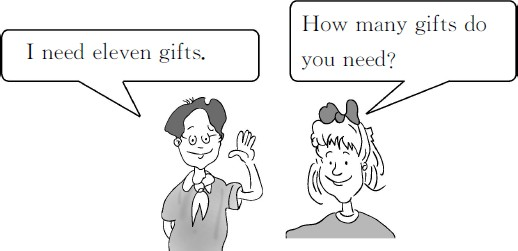 I need eleven gifts.
How many gifts do
you need?